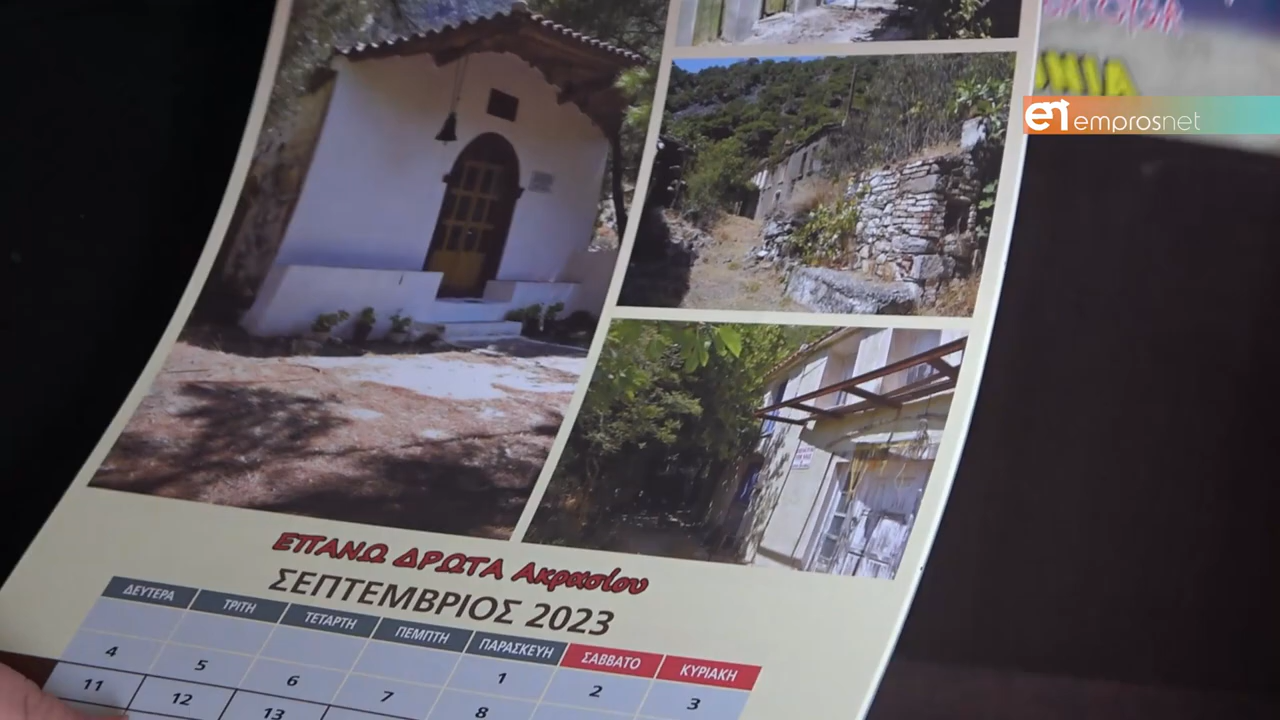 ΝΙΑ
emprosnet
ΕΠΑΝΩ ΔΡΩΤΑ Ακρασίου
ΣΕΠΤΕΜΒΡΙΟΣ 2023
ΔΕΥΤΕΡΑ ΤΡΙΤΗ ΤΕΤΑΡΤΗ ΠΕΜΠΤΗ ΠΑΡΑΣΚΕΥΗ ΣΑΒΒΑΤΟ ΚΥΡΙΑΚΗ
1 2 3
4 5 6 7 8
11 12 13